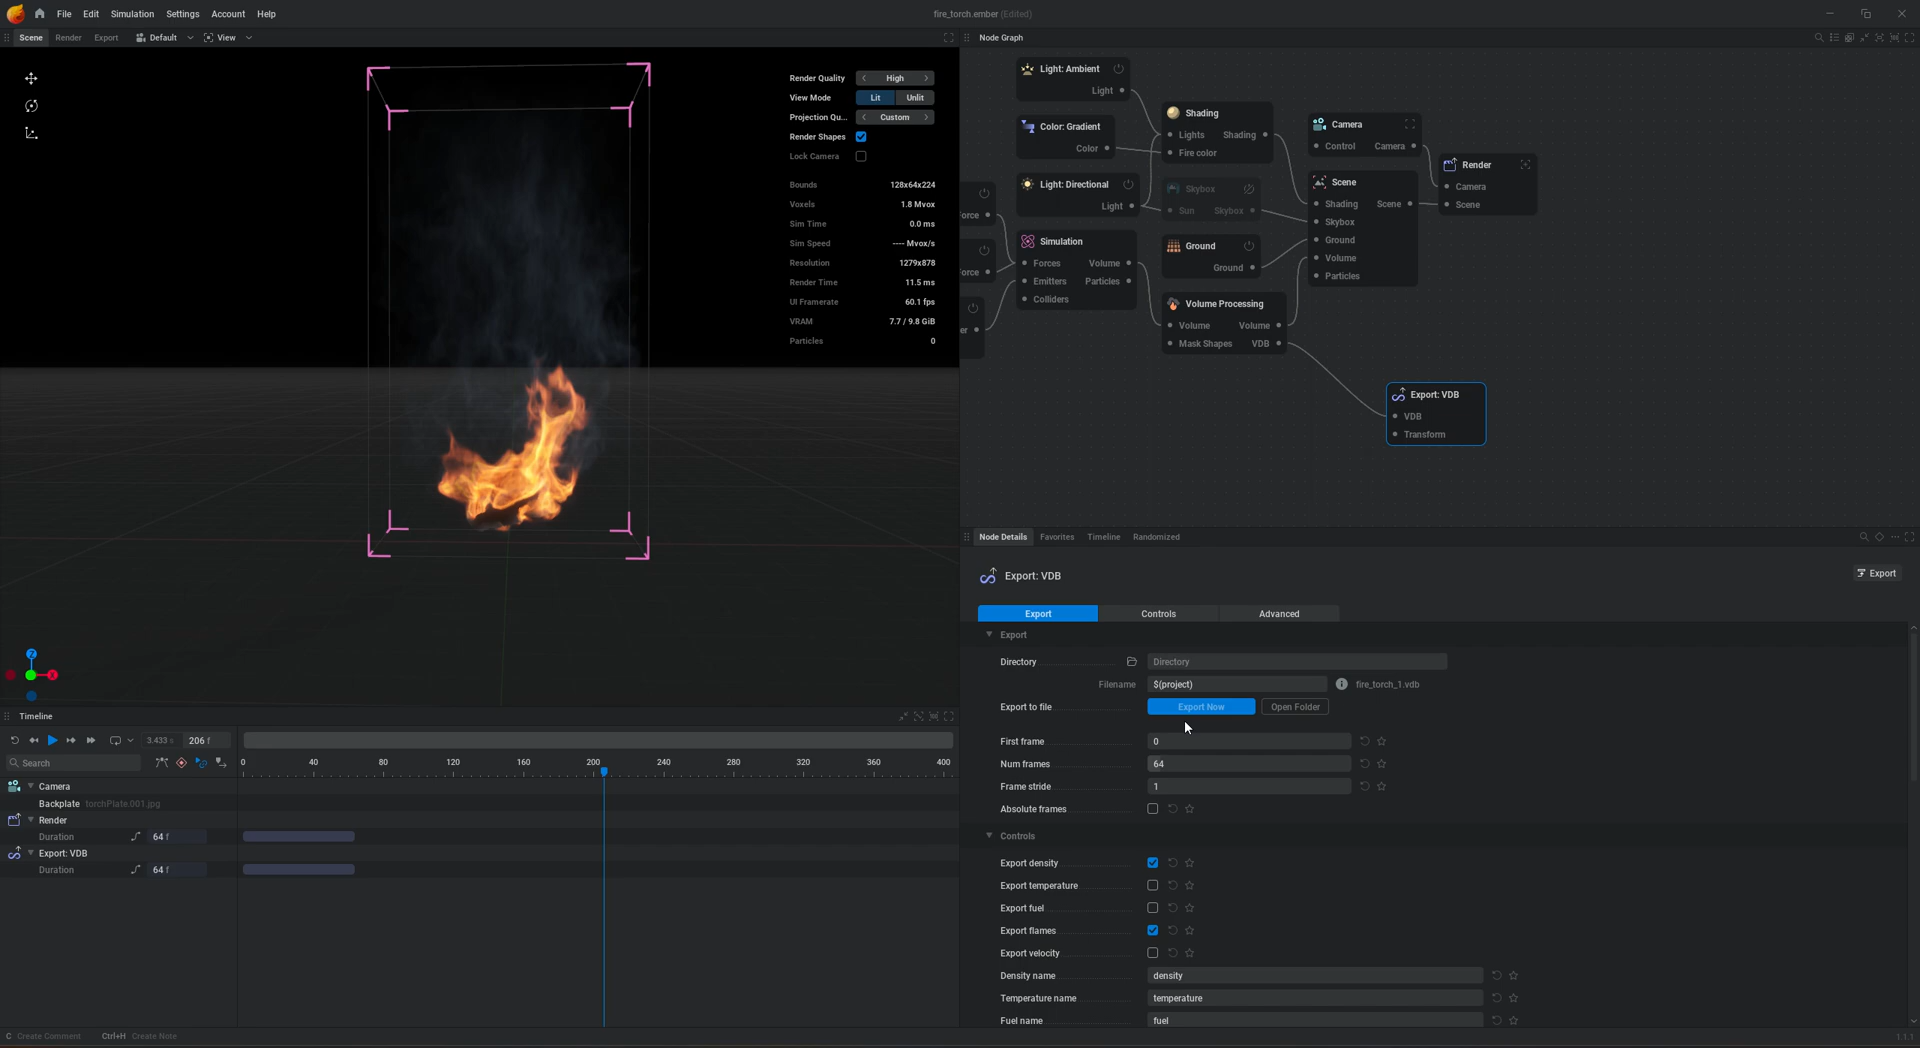 File Edit Simulation Settings Account Help
fire_torch.ember (Edited)
Scene Render Export Default View
Render Quality High
View Mode Lit Unlit
Projection Qu... Custom
Render Shapes
Lock Camera
Bounds 128x64x224
Voxels 1.8 Mvox
Sim Time 0.0 ms
Sim Speed ---- Mvox/s
Resolution 1279x878
Render Time 11.5 ms
UI Framerate 60.1 fps
VRAM 7.7 / 9.8 GiB
Particles 0
Z
X
Node Graph
Light: Ambient
Light
Color: Gradient
Color
Light: Directional
Light
Shading
Lights Shading
Fire color
Skybox
Sun Skybox
Ground
Ground
Simulation
Forces Volume
Emitters Particles
Colliders
orce
orce
er
Volume Processing
Volume Volume
Mask Shapes VDB
Camera
Control Camera
Scene
Shading Scene
Skybox
Ground
Volume
Particles
Render
Camera
Scene
Export: VDB
VDB
Transform
Node Details Favorites Timeline Randomized
Export: VDB
Export
Export Controls Advanced
Export
Directory Directory
Filename $(project) fire_torch_1.vdb
Export to file Export Now Open Folder
First frame 0
Num frames 64
Frame stride 1
Absolute frames
Controls
Export density
Export temperature
Export fuel
Export flames
Export velocity
Density name density
Temperature name temperature
Fuel name fuel
Timeline
3.433 s 206 f
Search
0 40 80 120 160 200 240 280 320 360 400
Camera
Backplate torchPlate.001.jpg
Render
Duration 64 f
Export: VDB
Duration 64 f
C Create Comment Ctrl+H Create Note
1.1.1